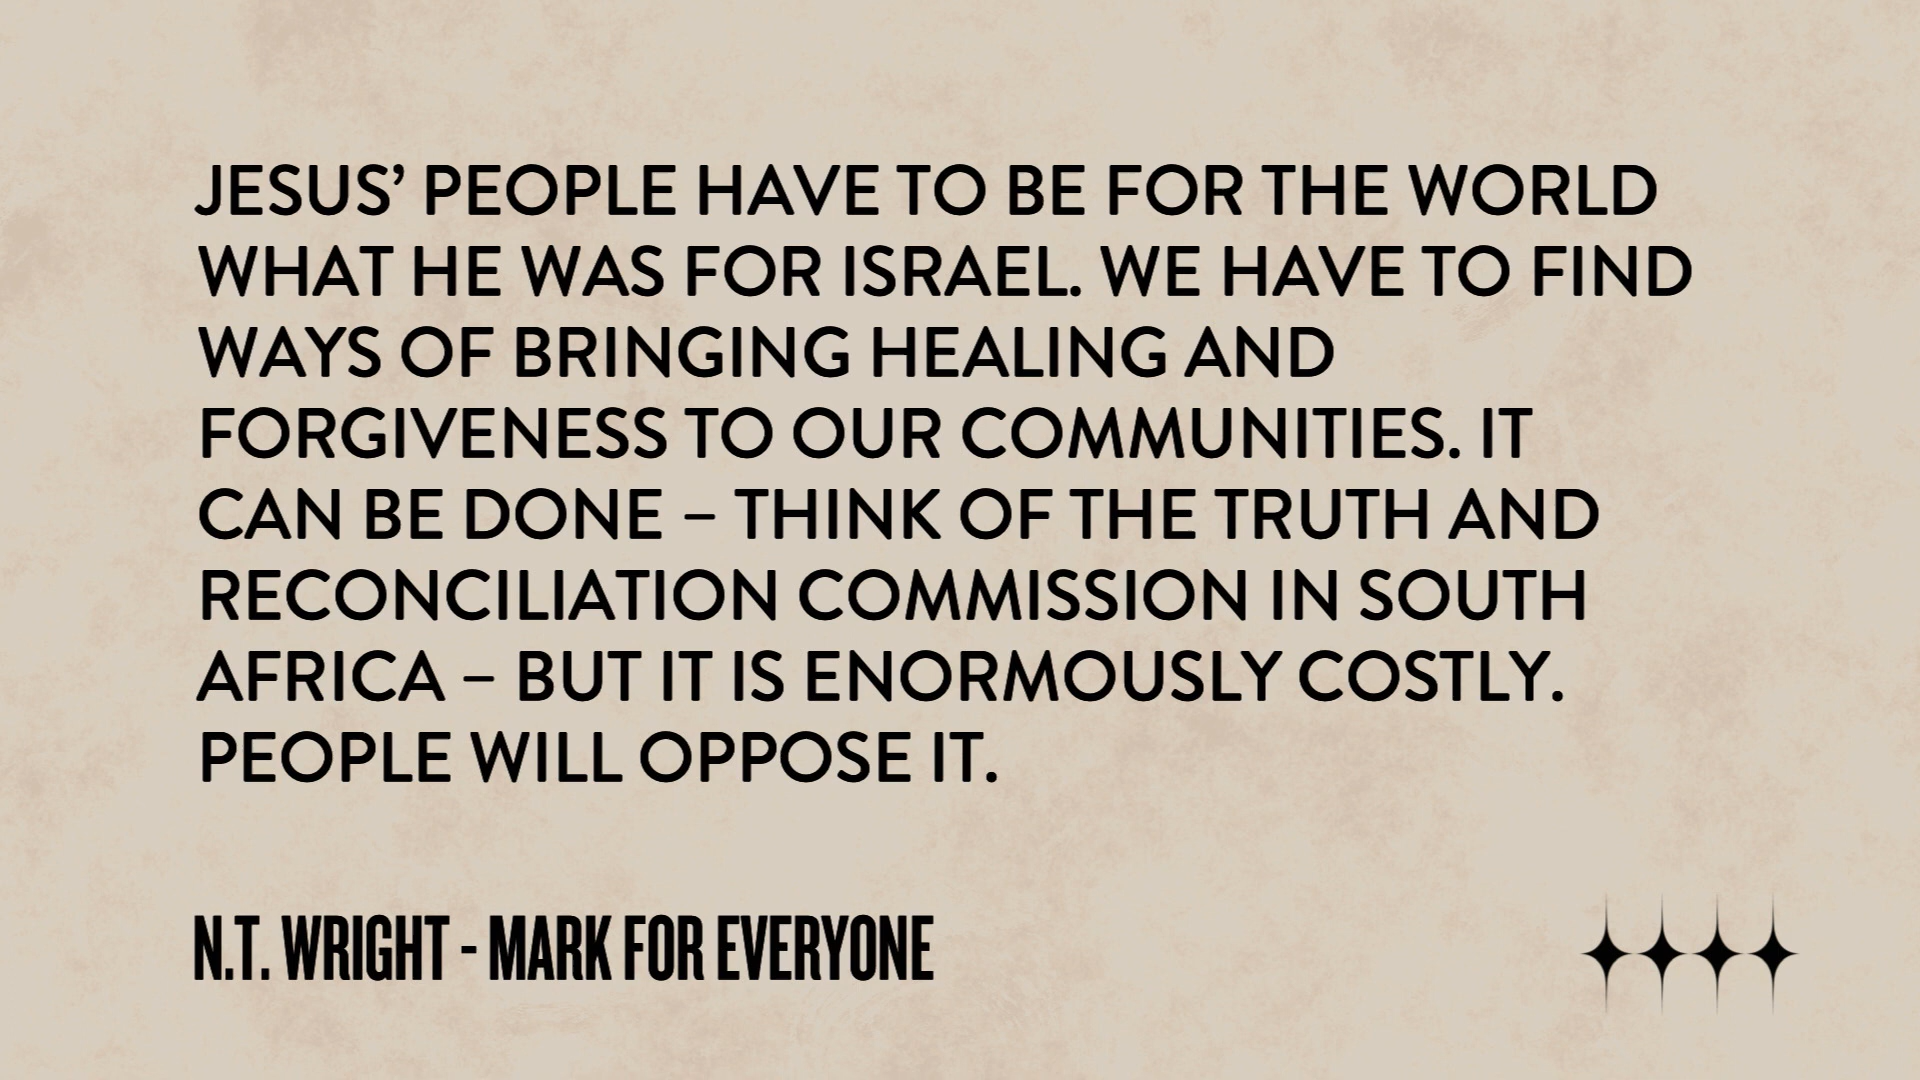 JESUS’ PEOPLE HAVE TO BE FOR THE WORLD
WHAT HE WAS FOR ISRAEL. WE HAVE TO FIND
WAYS OF BRINGING HEALING AND
FORGIVENESS TO OUR COMMUNITIES. IT
CAN BE DONE – THINK OF THE TRUTH AND
RECONCILIATION COMMISSION IN SOUTH
AFRICA – BUT IT IS ENORMOUSLY COSTLY.
PEOPLE WILL OPPOSE IT.
N.T. WRIGHT - MARK FOR EVERYONE